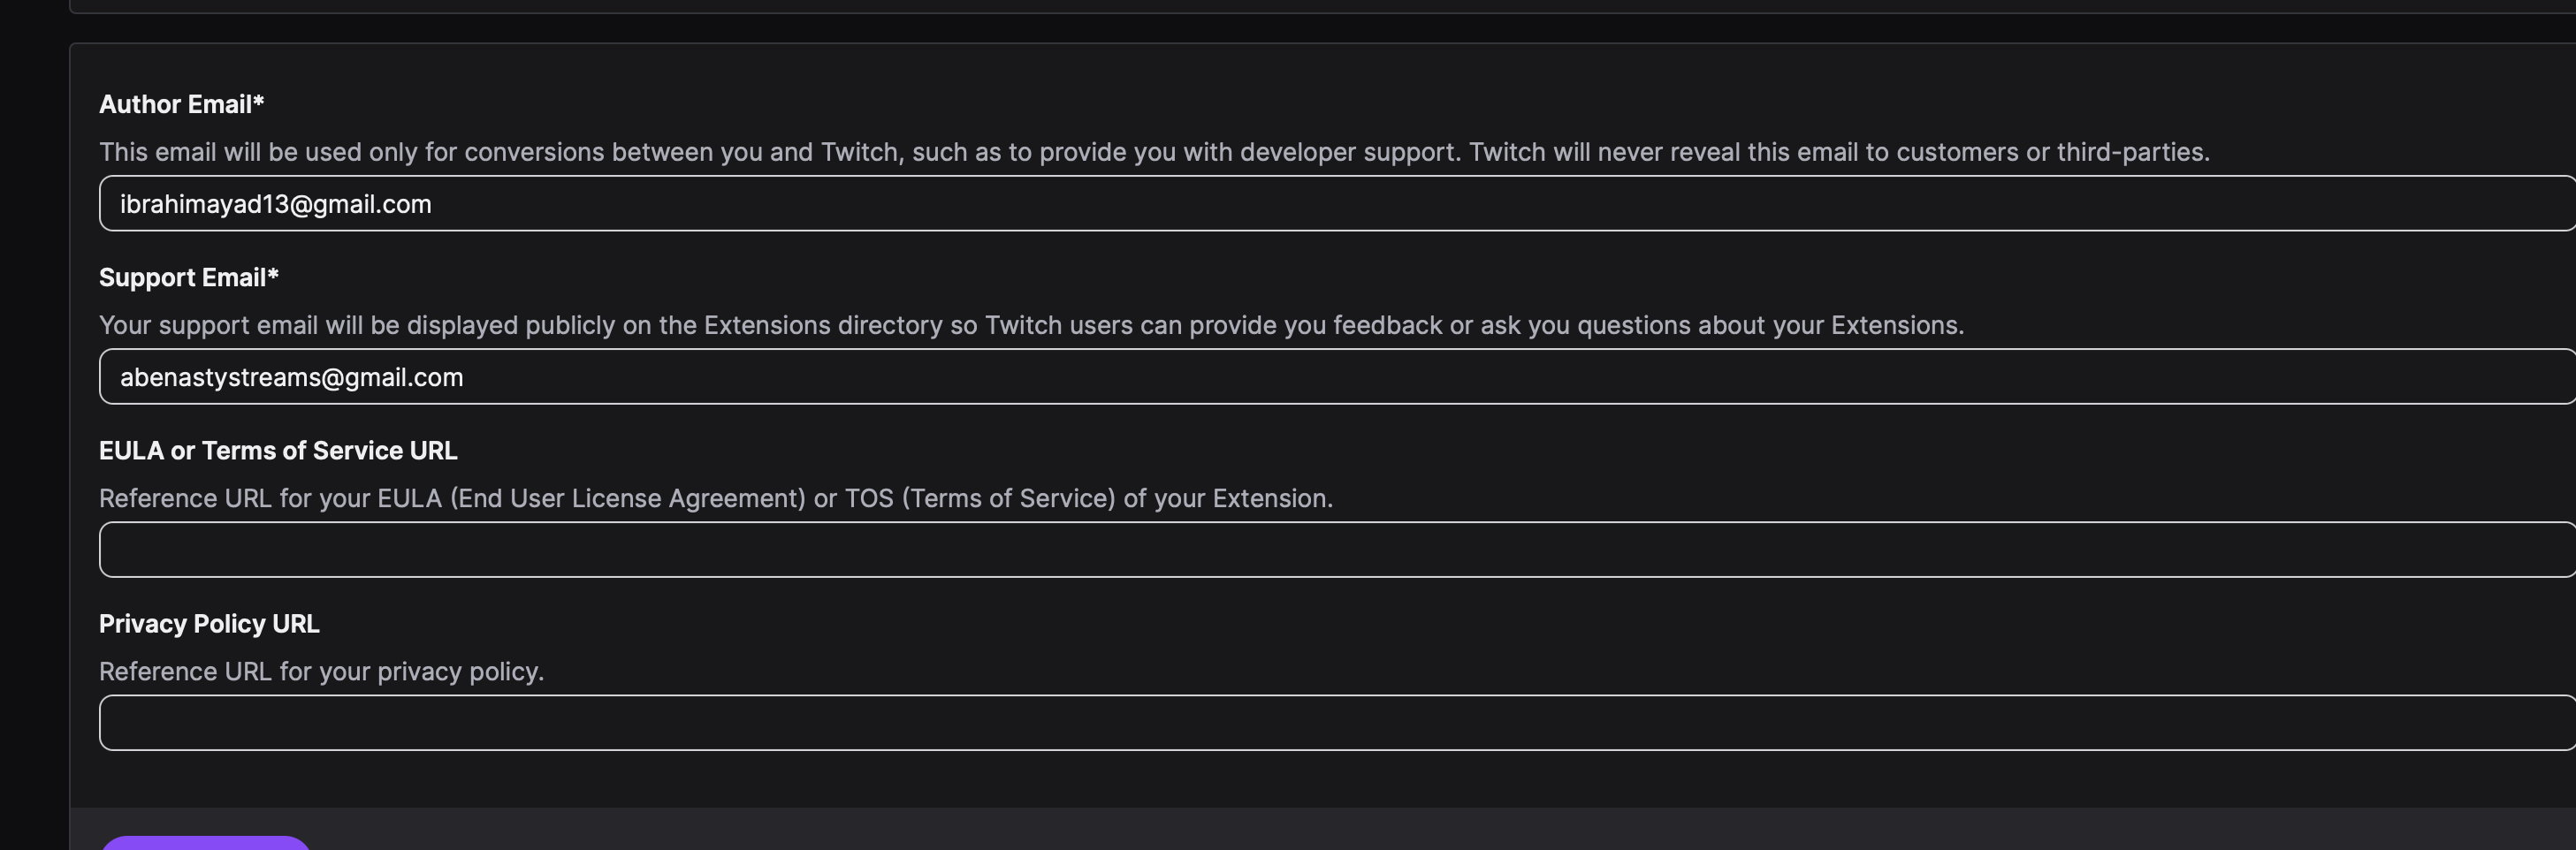 Author Email*
This email will be used only for conversions between you and Twitch, such as to provide you with developer support. Twitch will never reveal this email to customers or third-parties.
ibrahimayad13@gmail.com
Support Email*
Your support email will be displayed publicly on the Extensions directory so Twitch users can provide you feedback or ask you questions about your Extensions.
abenastystreams@gmail.com
EULA or Terms of Service URL
Reference URL for your EULA (End User License Agreement) or TOS (Terms of Service) of your Extension.
Privacy Policy URL
Reference URL for your privacy policy.